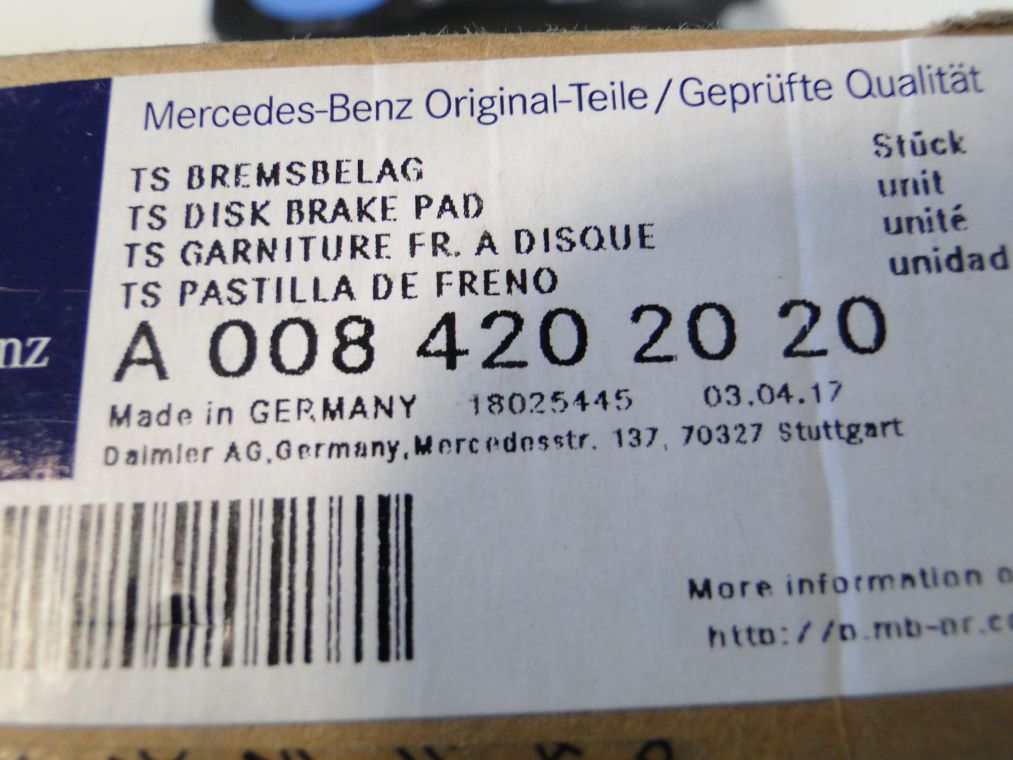 Mercedes-Benz Original-Teile/Geprüfte Qualität
TS BREMSBELAG
TS DISK BRAKE PAD
TS GARNITURE FR. A DISQUE
TS PASTILLA DE FRENO
Stück
unit
unité
unidad
nz
A 008 420 20 20
Made in GERMANY 18025445 03.04.17
Daimler AG,Germany,Mercedesstr. 137, 70327 Stuttgart
More information